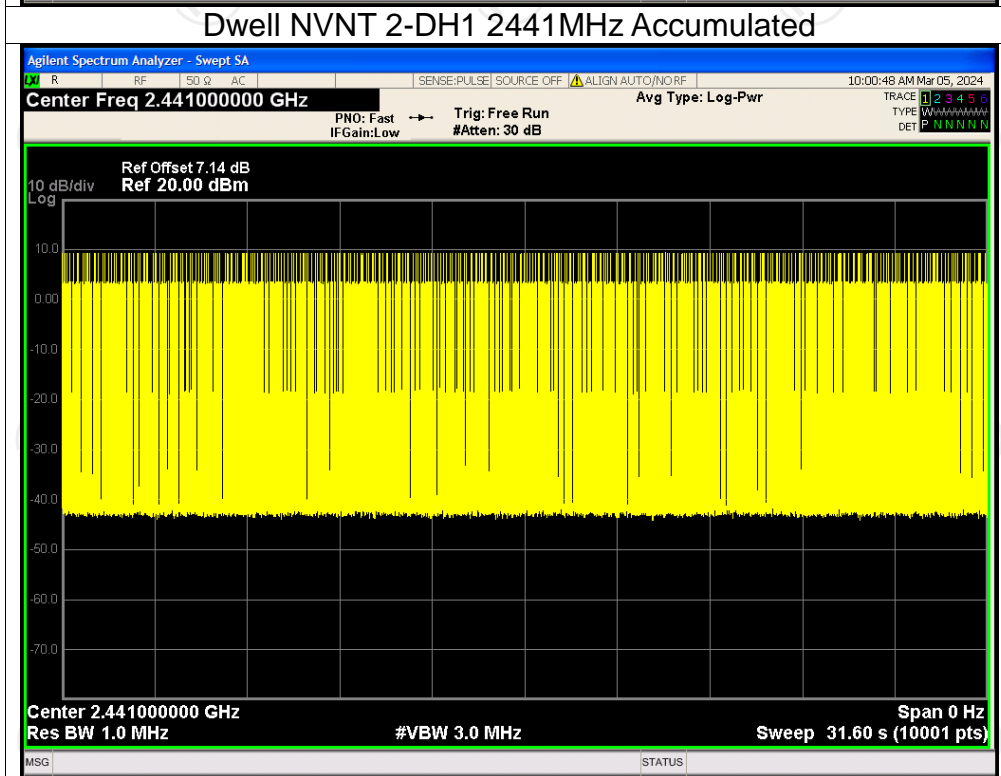 Dwell NVNT 2-DH1 2441MHz Accumulated
Agilent Spectrum Analyzer - Swept SA
LXI R RF 50 Ω AC SENSE:PULSE SOURCE OFF ALIGN AUTO/NO RF 10:00:48 AM Mar 05, 2024
Center Freq 2.441000000 GHz Avg Type: Log-Pwr TRACE 1 2 3 4 5 6
PNO: Fast Trig: Free Run TYPE W
IFGain:Low #Atten: 30 dB DET P N N N N N
Ref Offset 7.14 dB
10 dB/div Ref 20.00 dBm
Log
10.0
0.00
-10.0
-20.0
-30.0
-40.0
-50.0
-60.0
-70.0
Center 2.441000000 GHz Span 0 Hz
Res BW 1.0 MHz #VBW 3.0 MHz Sweep 31.60 s (10001 pts)
MSG STATUS